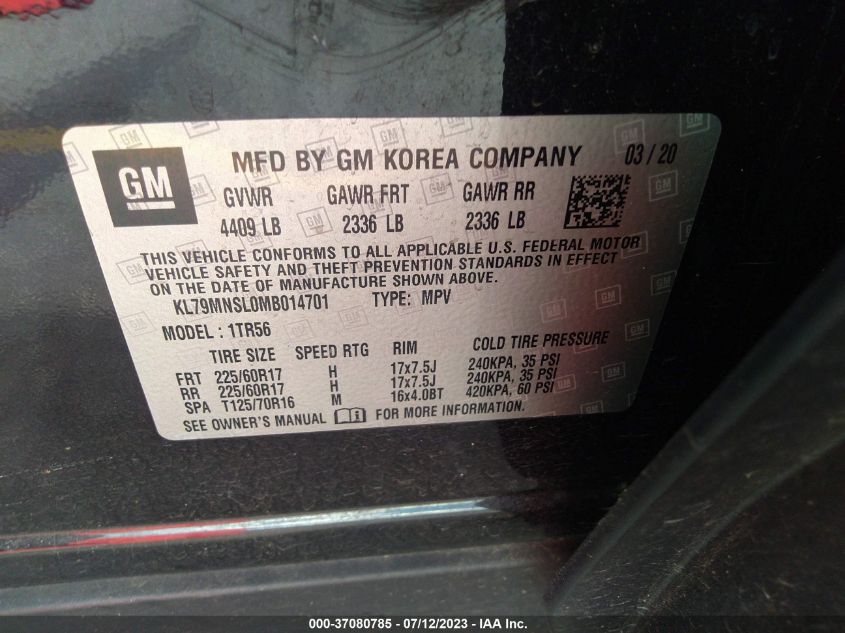 GM
MFD BY GM KOREA COMPANY 03/20
GVWR GAWR FRT GAWR RR
4409 LB 2336 LB 2336 LB
THIS VEHICLE CONFORMS TO ALL APPLICABLE U.S. FEDERAL MOTOR
VEHICLE SAFETY AND THEFT PREVENTION STANDARDS IN EFFECT
ON THE DATE OF MANUFACTURE SHOWN ABOVE.
KL79MNSL0MB014701 TYPE: MPV
MODEL : 1TR56
TIRE SIZE SPEED RTG RIM COLD TIRE PRESSURE
FRT 225/60R17 H 17x7.5J 240KPA, 35 PSI
RR 225/60R17 H 17x7.5J 240KPA, 35 PSI
SPA T125/70R16 M 16x4.0BT 420KPA, 60 PSI
SEE OWNER'S MANUAL FOR MORE INFORMATION.
000-37080785 - 07/12/2023 - © IAA Inc.